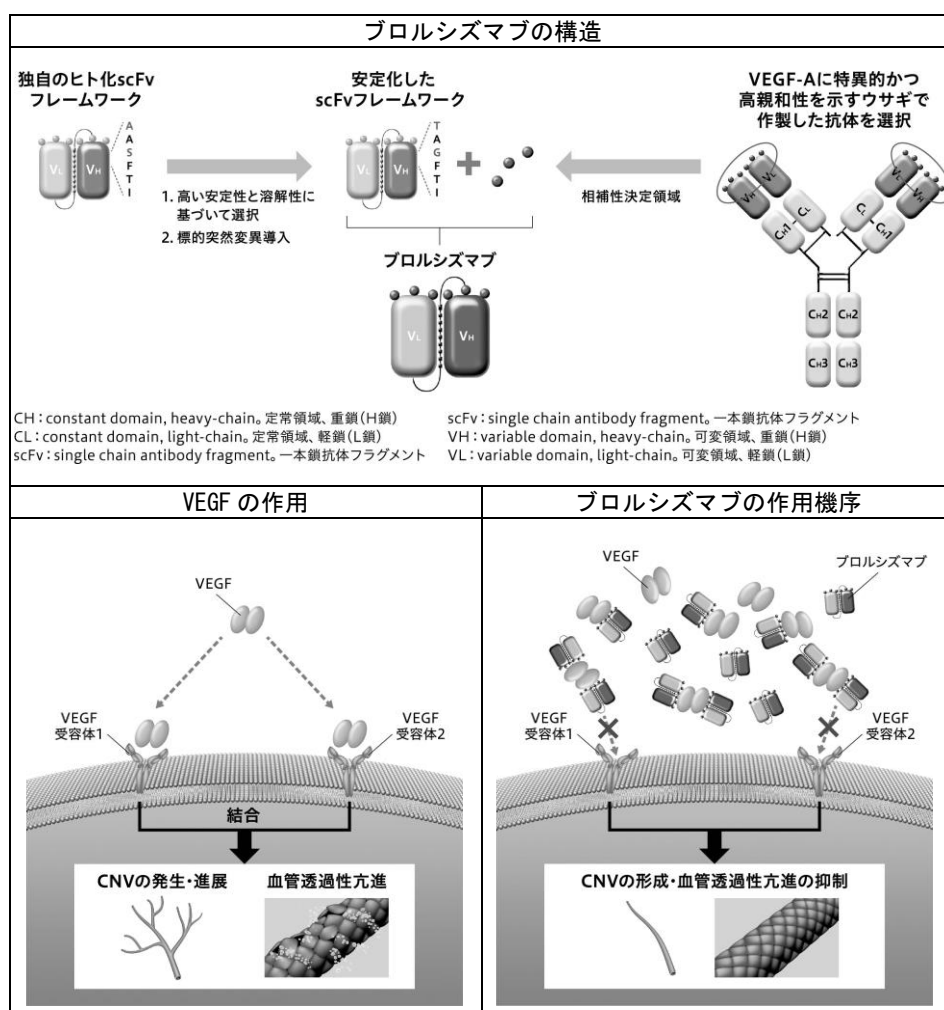 ブロルシズマブの構造
独自のヒト化scFv
フレームワーク
A
A
S
F
T
I
VL
VH
1. 高い安定性と溶解性に
基づいて選択
2. 標的突然変異導入
安定化した
scFvフレームワーク
T
A
G
F
T
I
VL
VH
ブロルシズマブ
VL
VH
相補性決定領域
VEGF-Aに特異的かつ
高親和性を示すウサギで
作製した抗体を選択
VH
VL
CH1
CL
VL
VH
CL
CH1
CH2
CH2
CH3
CH3
CH：constant domain, heavy-chain。定常領域、重鎖(H鎖)
CL：constant domain, light-chain。定常領域、軽鎖(L鎖)
scFv：single chain antibody fragment。一本鎖抗体フラグメント
scFv：single chain antibody fragment。一本鎖抗体フラグメント
VH：variable domain, heavy-chain。可変領域、重鎖(H鎖)
VL：variable domain, light-chain。可変領域、軽鎖(L鎖)
VEGF の作用
VEGF
VEGF
受容体1
VEGF
受容体2
結合
CNVの発生・進展
血管透過性亢進
ブロルシズマブの作用機序
VEGF
ブロルシズマブ
VEGF
受容体1
VEGF
受容体2
CNVの形成・血管透過性亢進の抑制